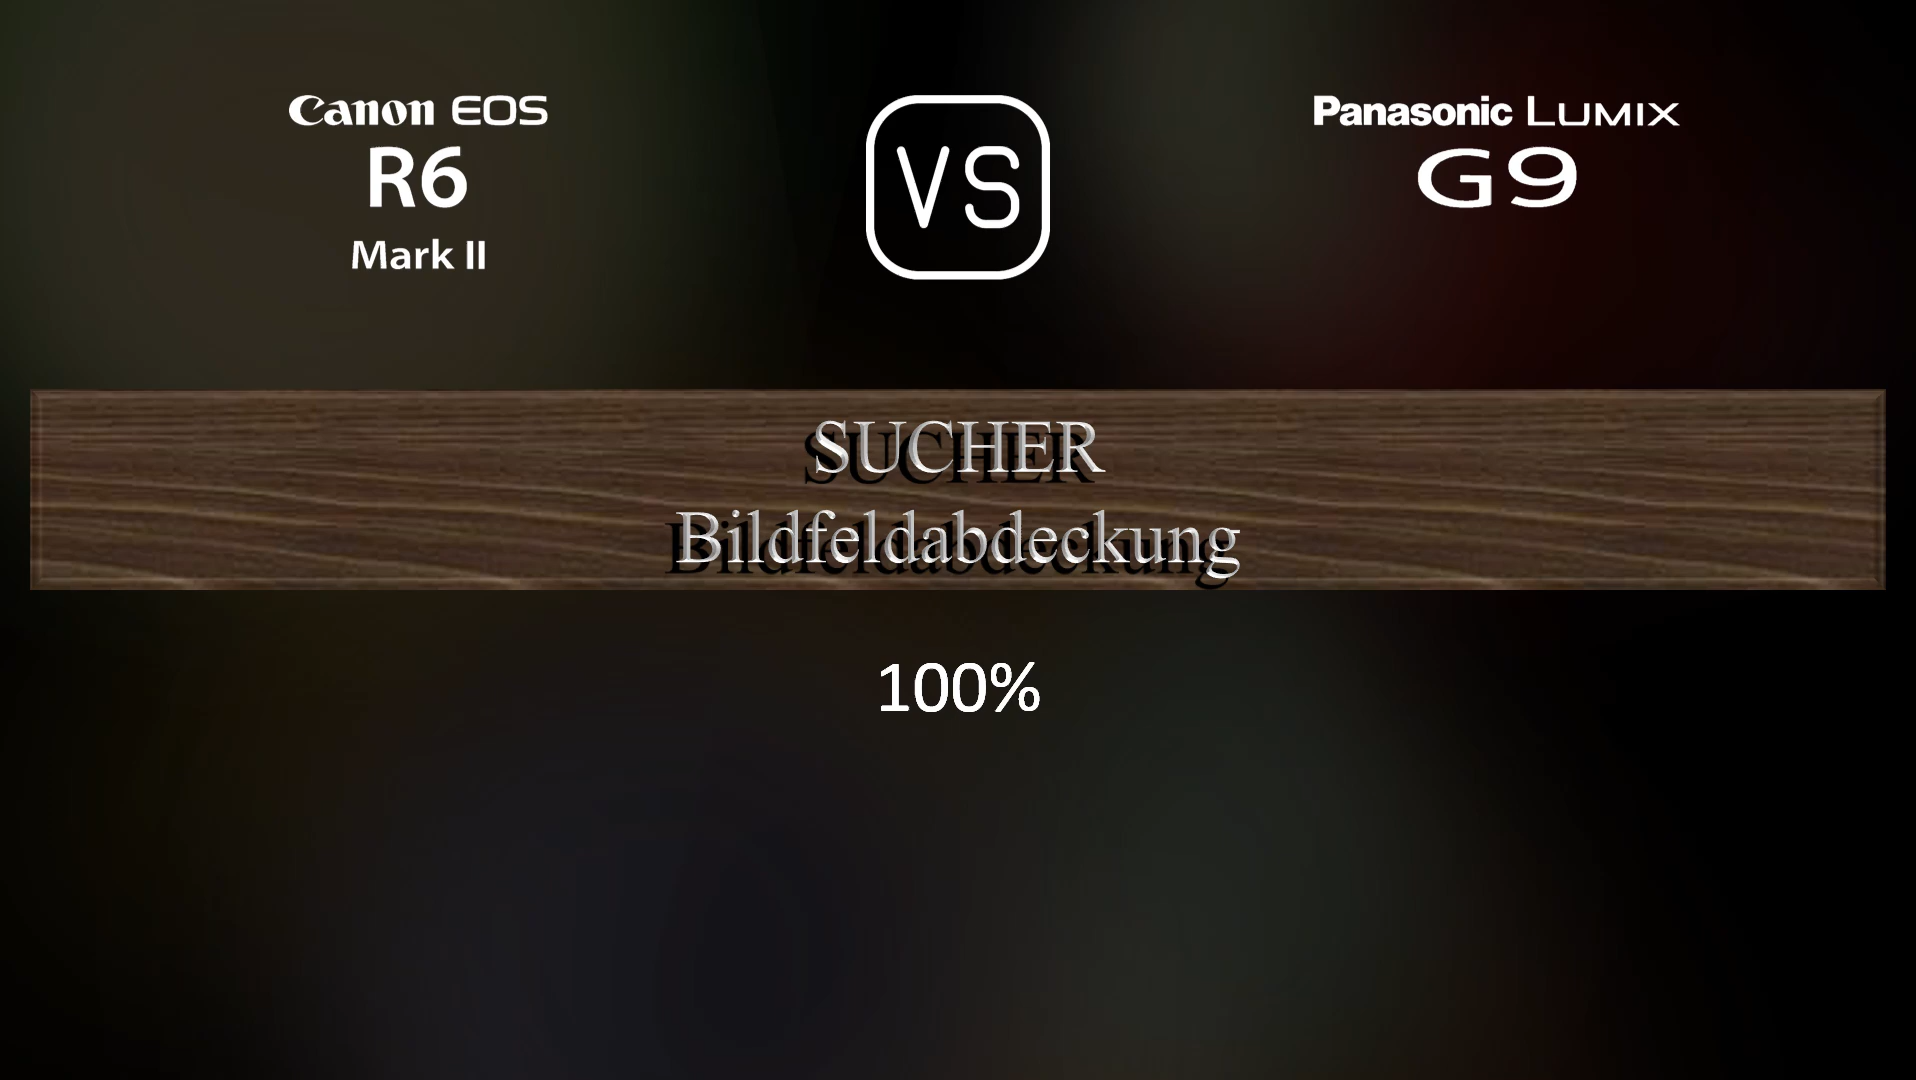 Canon EOS
R6
Mark II
VS
Panasonic LUMIX
G9
SUCHER
Bildfeldabdeckung
100%